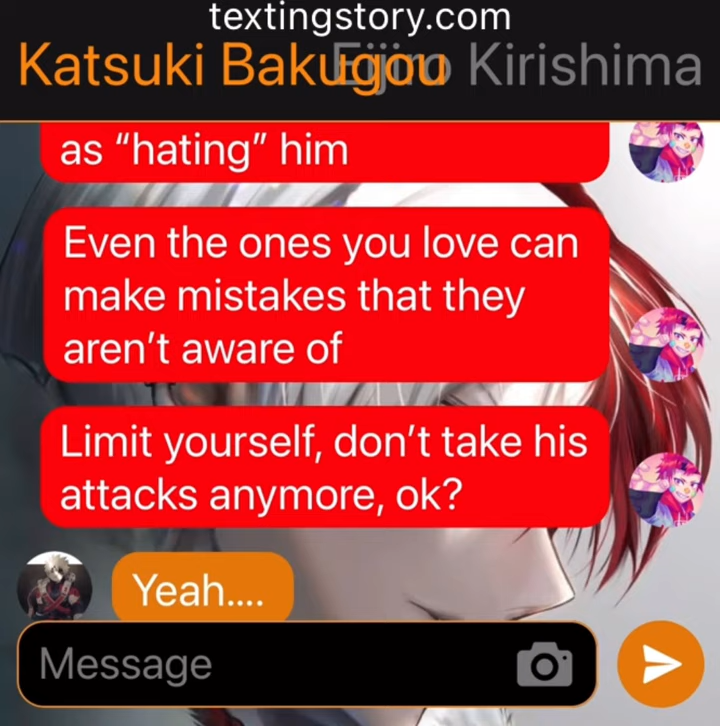 textingstory.com
Katsuki Bakugou Eijiro Kirishima
as “hating” him
Even the ones you love can
make mistakes that they
aren’t aware of
Limit yourself, don’t take his
attacks anymore, ok?
Yeah....
Message